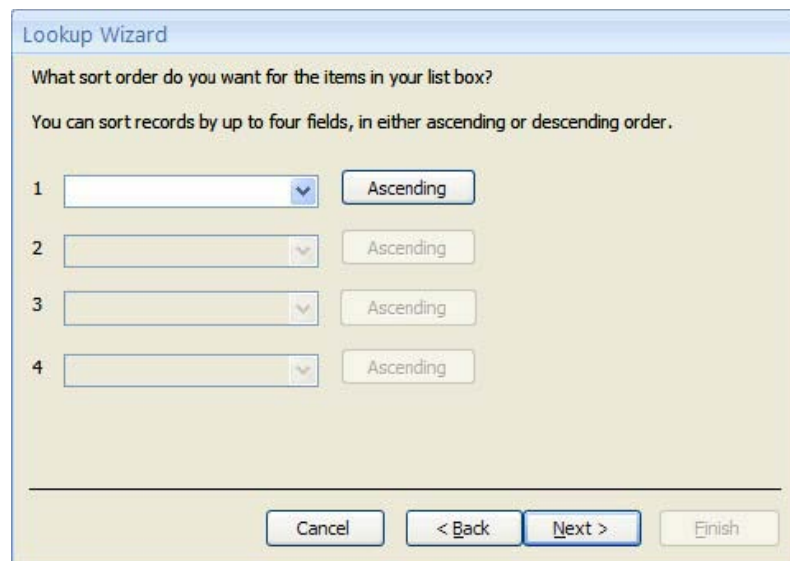 Lookup Wizard
What sort order do you want for the items in your list box?
You can sort records by up to four fields, in either ascending or descending order.
1 Ascending
2 Ascending
3 Ascending
4 Ascending
Cancel < Back Next > Finish